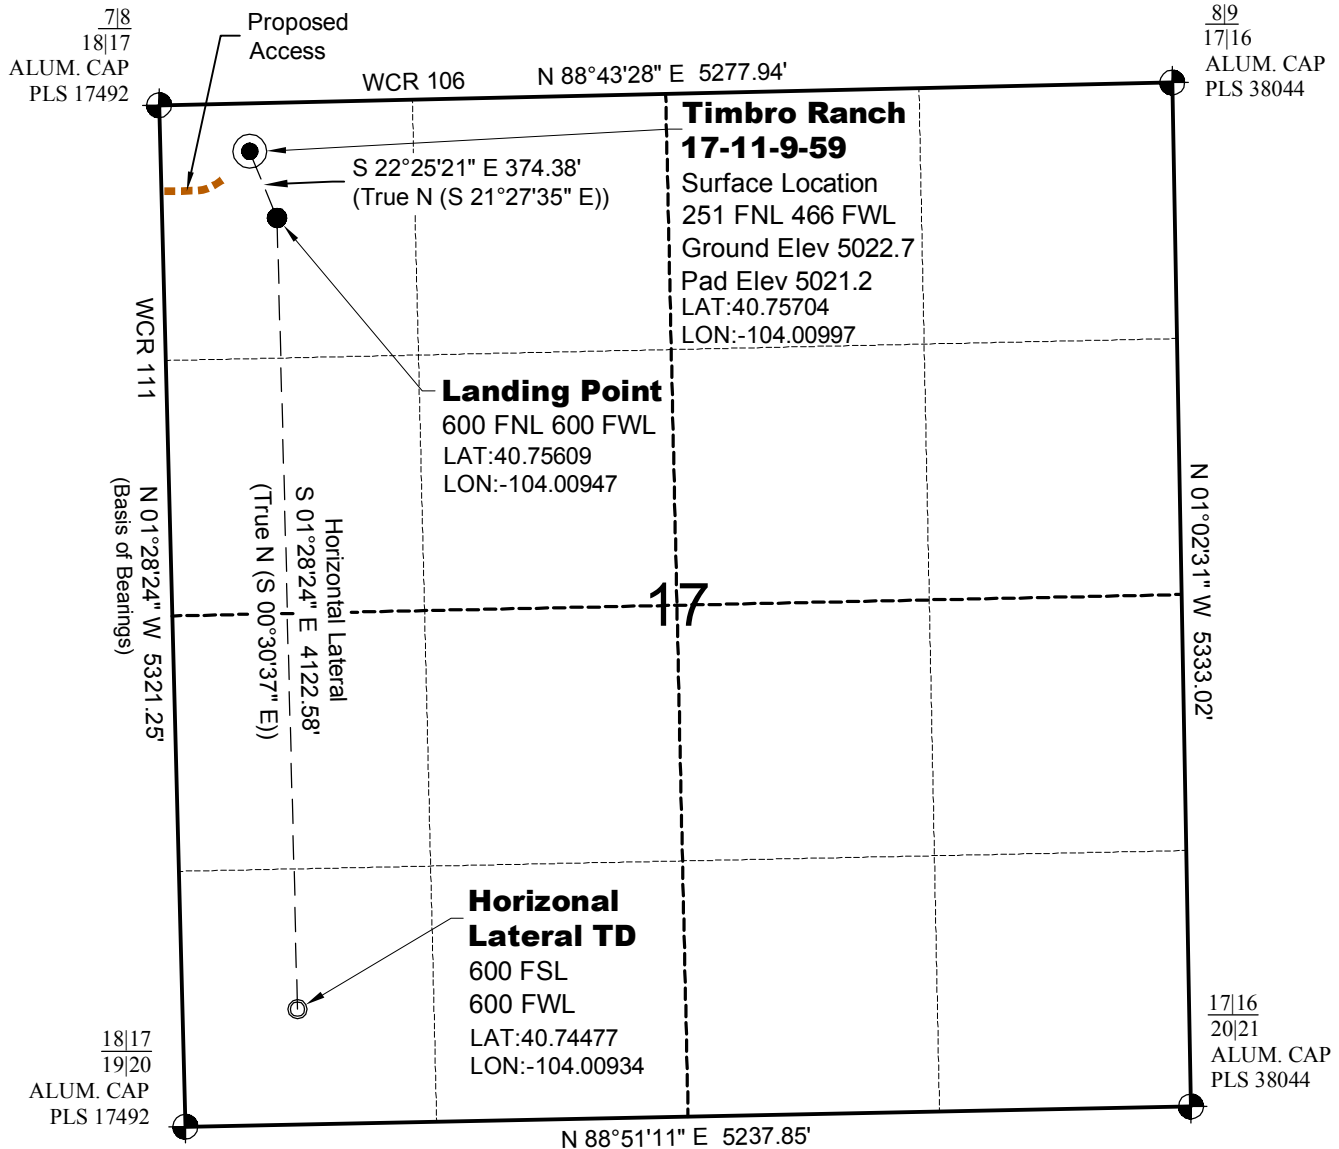 7|8
18|17
ALUM. CAP
PLS 17492
Proposed
Access
WCR 106
N 88°43'28" E 5277.94'
8|9
17|16
ALUM. CAP
PLS 38044
Timbro Ranch
17-11-9-59
Surface Location
251 FNL 466 FWL
Ground Elev 5022.7
Pad Elev 5021.2
LAT:40.75704
LON:-104.00997
S 22°25'21" E 374.38'
(True N (S 21°27'35" E))
WCR 111
Landing Point
600 FNL 600 FWL
LAT:40.75609
LON:-104.00947
N 01°28'24" W 5321.25'
(Basis of Bearings)
Horizontal Lateral
S 01°28'24" E 4122.58'
(True N (S 00°30'37" E))
17
N 01°02'31" W 5333.02'
Horizonal
Lateral TD
600 FSL
600 FWL
LAT:40.74477
LON:-104.00934
18|17
19|20
ALUM. CAP
PLS 17492
17|16
20|21
ALUM. CAP
PLS 38044
N 88°51'11" E 5237.85'